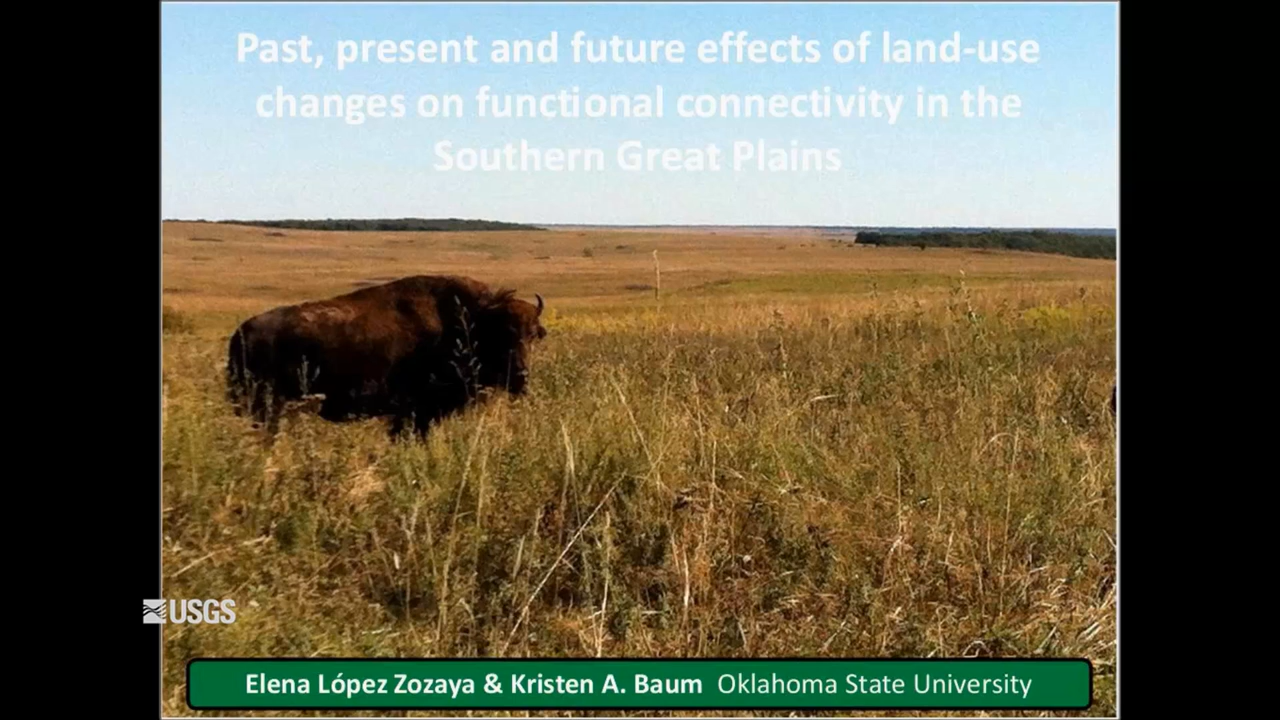 Past, present and future effects of land-use
changes on functional connectivity in the
Southern Great Plains
USGS
Elena López Zozaya & Kristen A. Baum Oklahoma State University